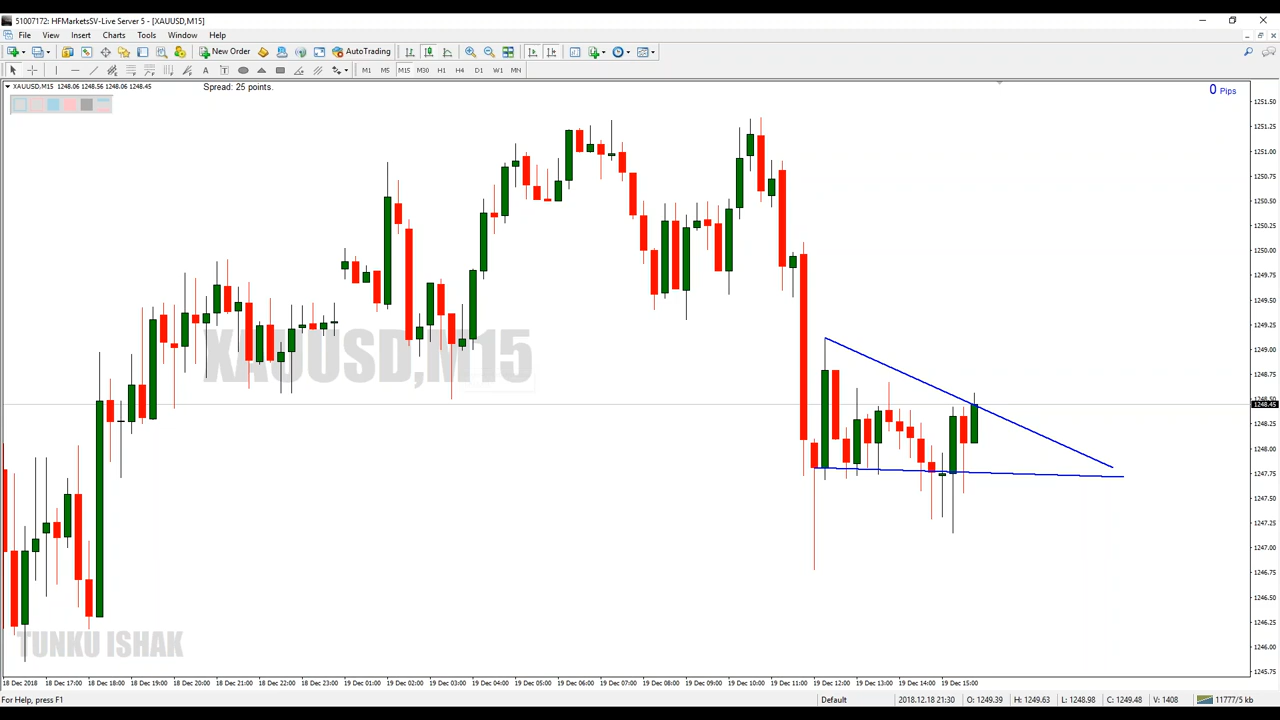 51007172: HFMarketsSV-Live Server 5 - [XAUUSD,M15]
File View Insert Charts Tools Window Help
New Order AutoTrading
A T M1 M5 M15 M30 H1 H4 D1 W1 MN
XAUUSD,M15 1248.06 1248.56 1248.06 1248.45
Spread: 25 points.
0 Pips
1251.50
1251.00
1250.75
1250.50
1250.25
1250.00
1249.75
1249.50
1249.25
1249.00
1248.75
1248.50
1248.45
1248.25
1248.00
1247.75
1247.50
1247.25
1247.00
1246.75
1246.50
1246.25
1246.00
1245.75
XAUUSD,M15
TUNKU ISHAK
18 Dec 2018 18 Dec 17:00 18 Dec 18:00 18 Dec 19:00 18 Dec 20:00 18 Dec 21:00 18 Dec 22:00 18 Dec 23:00 19 Dec 01:00 19 Dec 02:00 19 Dec 03:00 19 Dec 04:00 19 Dec 05:00 19 Dec 06:00 19 Dec 07:00 19 Dec 08:00 19 Dec 09:00 19 Dec 10:00 19 Dec 11:00 19 Dec 12:00 19 Dec 13:00 19 Dec 14:00 19 Dec 15:00
For Help, press F1 Default 2018.12.18 21:30 O: 1249.39 H: 1249.63 L: 1248.98 C: 1249.48 V: 1408 11777/5 kb